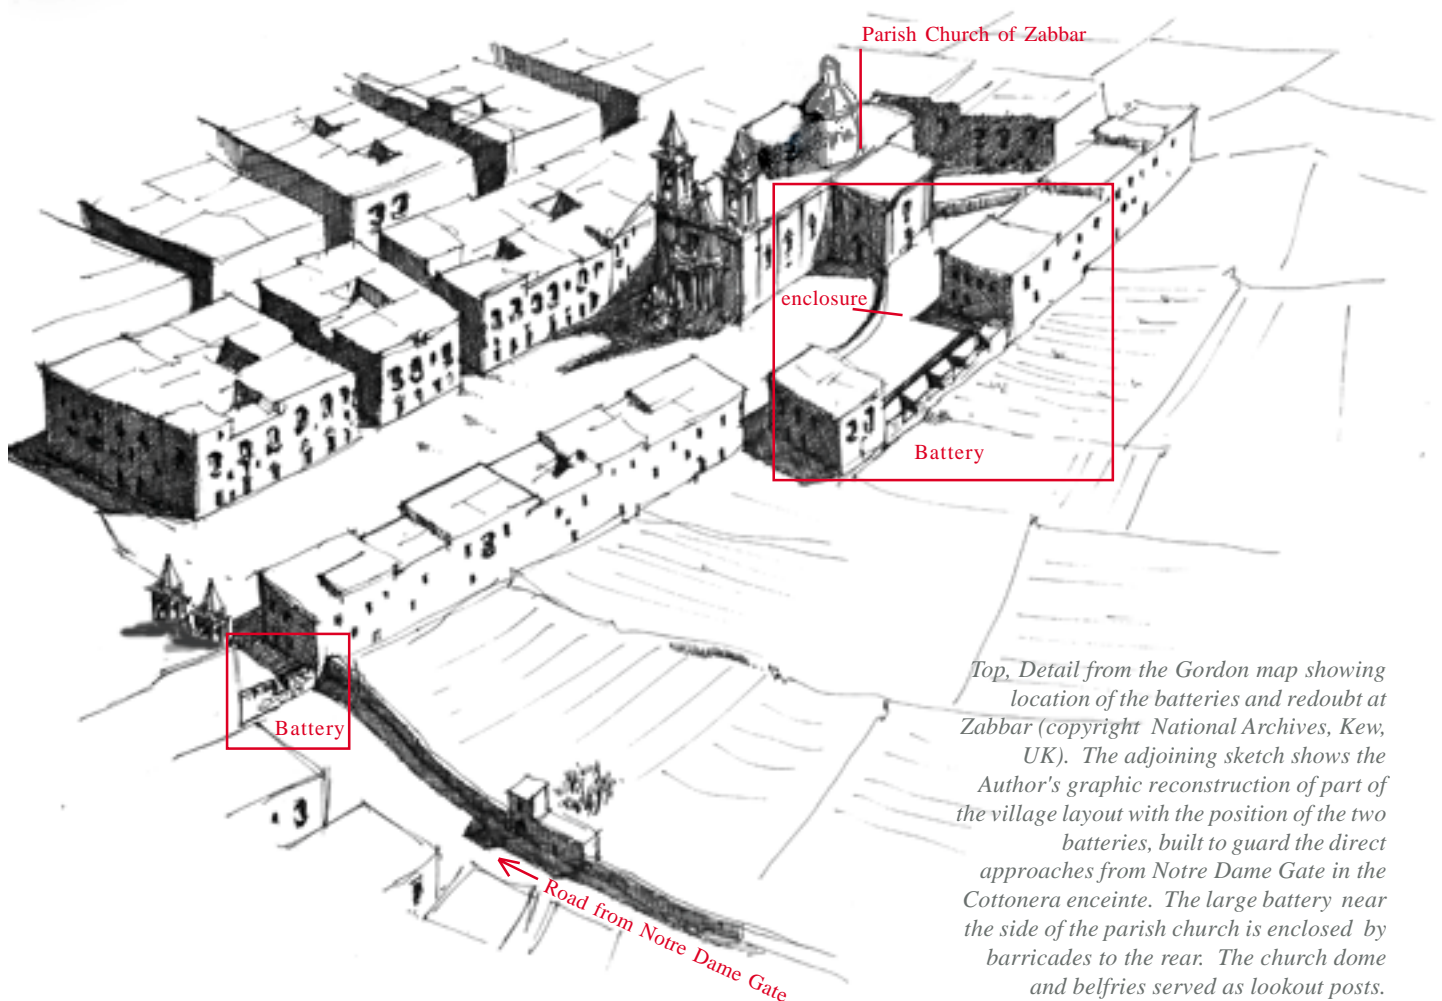 Parish Church of Zabbar
enclosure
Battery
Battery
Road from Notre Dame Gate
Top, Detail from the Gordon map showing
location of the batteries and redoubt at
Zabbar (copyright National Archives, Kew,
UK). The adjoining sketch shows the
Author's graphic reconstruction of part of
the village layout with the position of the two
batteries, built to guard the direct
approaches from Notre Dame Gate in the
Cottonera enceinte. The large battery near
the side of the parish church is enclosed by
barricades to the rear. The church dome
and belfries served as lookout posts.